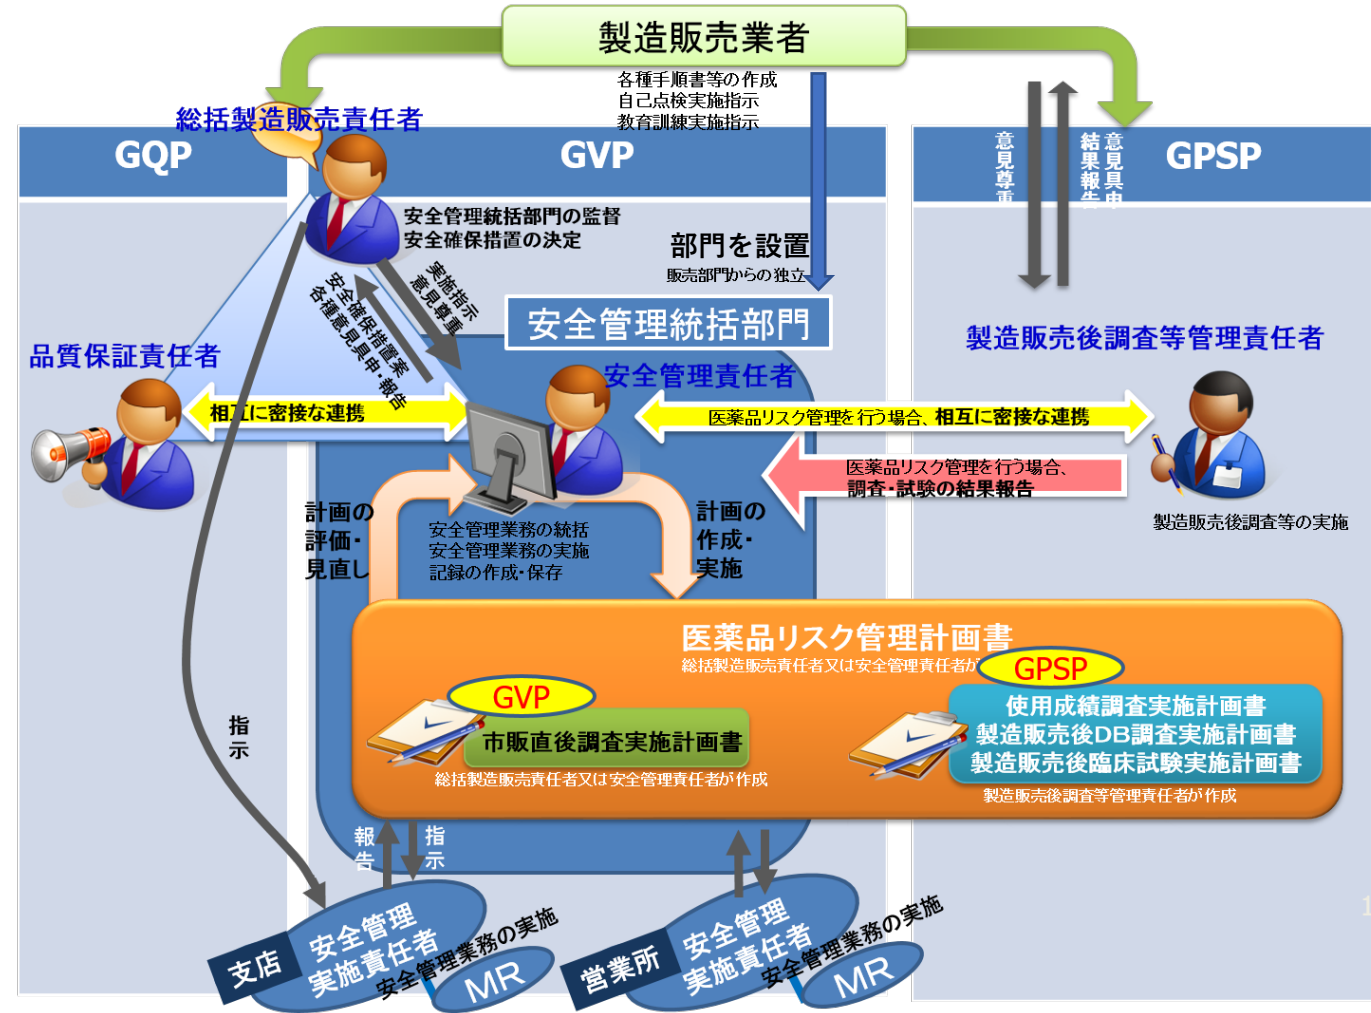 製造販売業者
各種手順書等の作成
自己点検実施指示
教育訓練実施指示
総括製造販売責任者
GQP
GVP
GPSP
意見尊重
意見具申
結果報告
安全管理統括部門の監督
安全確保措置の決定
部門を設置
販売部門からの独立
実施指示
意見尊重
安全確保措置案
各種意見具申・報告
安全管理統括部門
品質保証責任者
安全管理責任者
製造販売後調査等管理責任者
相互に密接な連携
医薬品リスク管理を行う場合、相互に密接な連携
医薬品リスク管理を行う場合、
調査・試験の結果報告
計画の
評価・
見直し
安全管理業務の統括
安全管理業務の実施
記録の作成・保存
計画の
作成・
実施
製造販売後調査等の実施
医薬品リスク管理計画書
総括製造販売責任者又は安全管理責任者が
GVP
市販直後調査実施計画書
総括製造販売責任者又は安全管理責任者が作成
GPSP
使用成績調査実施計画書
製造販売後DB調査実施計画書
製造販売後臨床試験実施計画書
製造販売後調査等管理責任者が作成
指示
報告
指示
支店
安全管理
実施責任者
安全管理業務の実施
MR
営業所
安全管理
実施責任者
安全管理業務の実施
MR
1